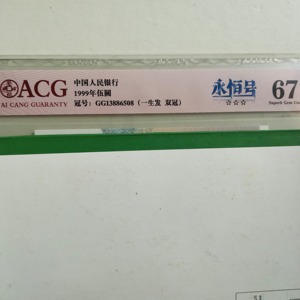 ACG
AI CANG GUARANTY
中国人民银行
1999年伍圆
冠号: GG13886508 (一生发 双冠)
永恒号
☆☆☆
67
Superb Gem Unc